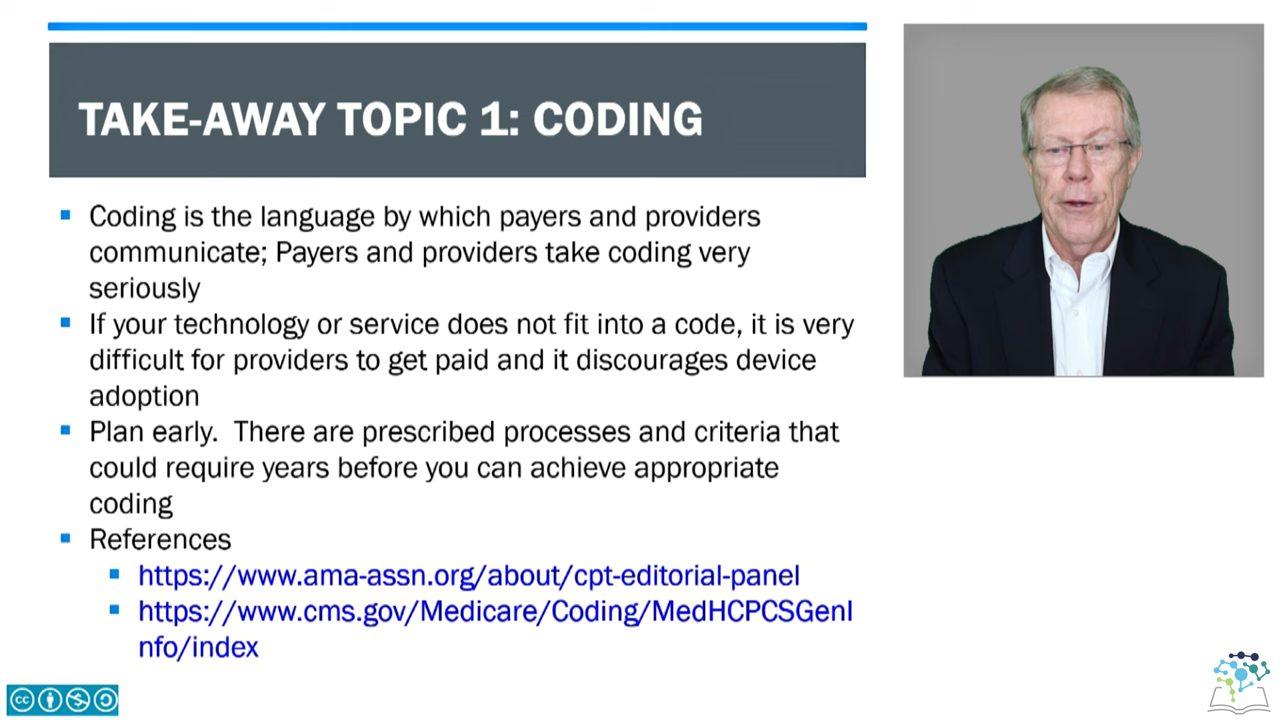 TAKE-AWAY TOPIC 1: CODING
Coding is the language by which payers and providers
communicate; Payers and providers take coding very
seriously
If your technology or service does not fit into a code, it is very
difficult for providers to get paid and it discourages device
adoption
Plan early.  There are prescribed processes and criteria that
could require years before you can achieve appropriate
coding
References
https://www.ama-assn.org/about/cpt-editorial-panel
https://www.cms.gov/Medicare/Coding/MedHCPCSGenI
nfo/index
cc